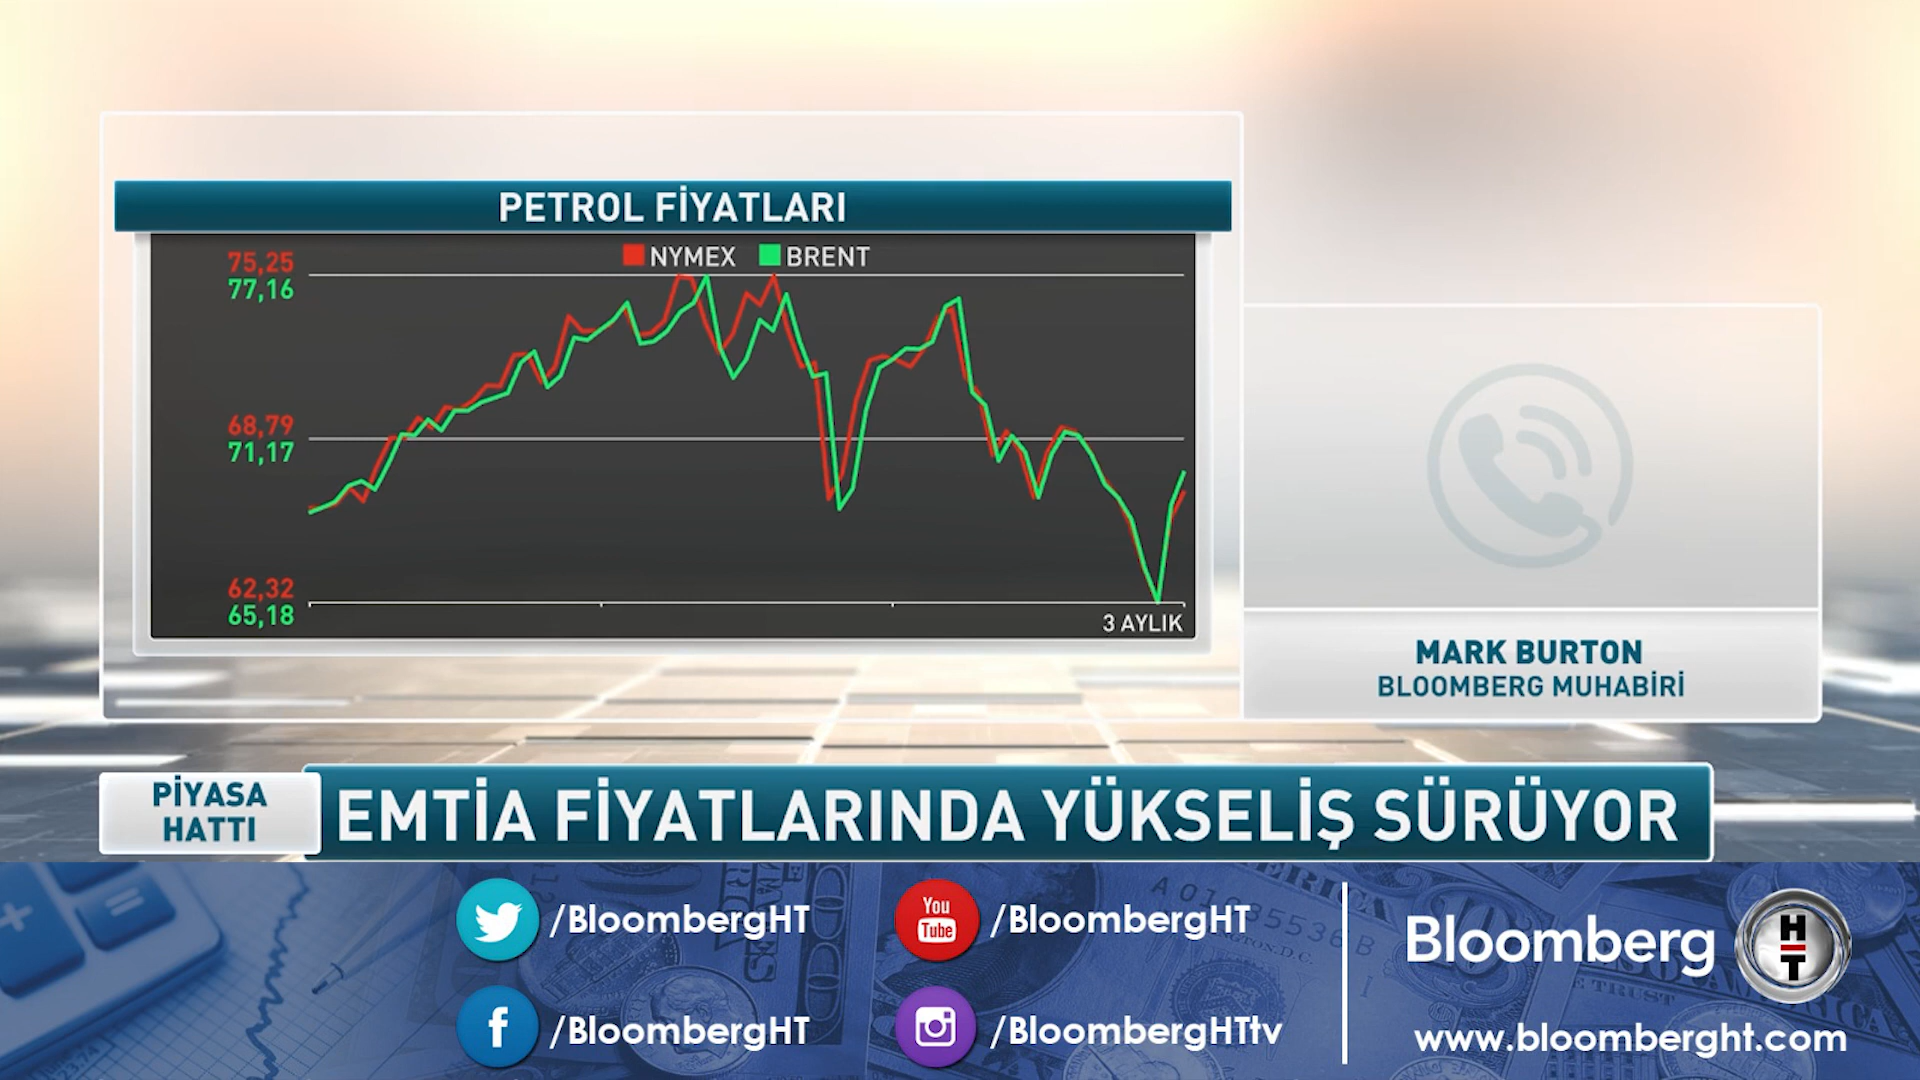 PETROL FİYATLARI
NYMEX BRENT
75,25
77,16
68,79
71,17
62,32
65,18
3 AYLIK
MARK BURTON
BLOOMBERG MUHABİRİ
PİYASA
HATTI
EMTİA FİYATLARINDA YÜKSELİŞ SÜRÜYOR
/BloombergHT
You
Tube
/BloombergHT
f
/BloombergHT
/BloombergHTtv
Bloomberg
H
T
www.bloomberght.com